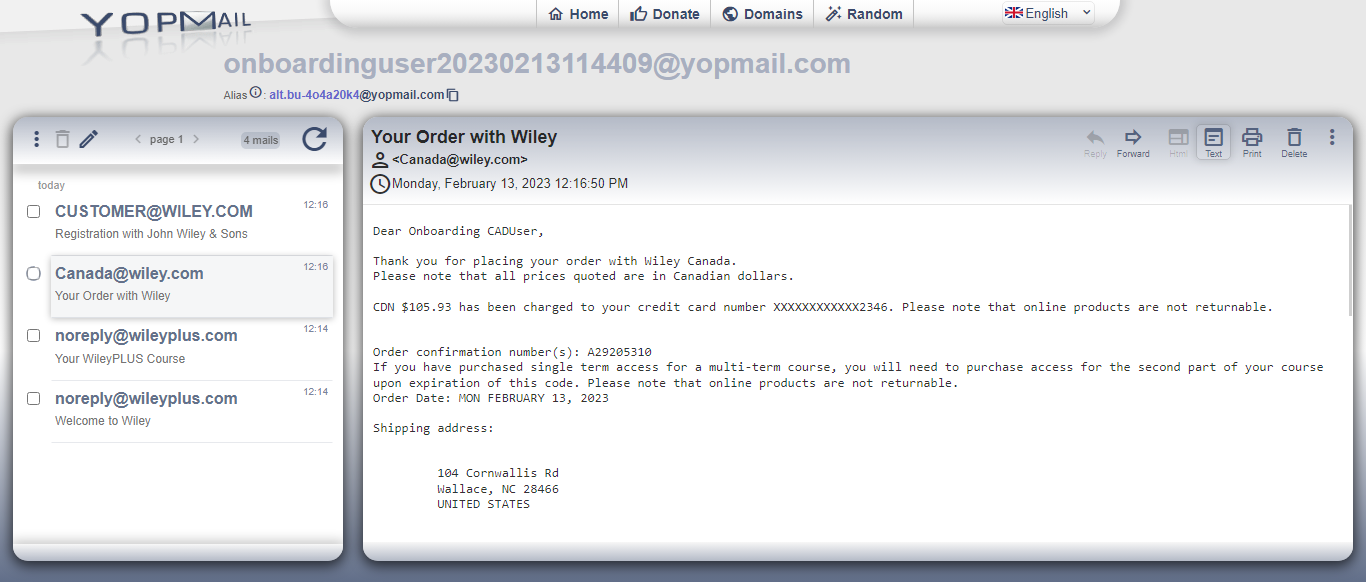 YOPMAIL
Home
Donate
Domains
Random
English
onboardinguser20230213114409@yopmail.com
Alias : alt.bu-4o4a20k4@yopmail.com
page 1
4 mails
today
CUSTOMER@WILEY.COM 12:16
Registration with John Wiley & Sons
Canada@wiley.com 12:16
Your Order with Wiley
noreply@wileyplus.com 12:14
Your WileyPLUS Course
noreply@wileyplus.com 12:14
Welcome to Wiley
Your Order with Wiley
<Canada@wiley.com>
Monday, February 13, 2023 12:16:50 PM
Reply Forward Html Text Print Delete
Dear Onboarding CADUser,
Thank you for placing your order with Wiley Canada.
Please note that all prices quoted are in Canadian dollars.
CDN $105.93 has been charged to your credit card number XXXXXXXXXXXX2346. Please note that online products are not returnable.
Order confirmation number(s): A29205310
If you have purchased single term access for a multi-term course, you will need to purchase access for the second part of your course
upon expiration of this code. Please note that online products are not returnable.
Order Date: MON FEBRUARY 13, 2023
Shipping address:
104 Cornwallis Rd
Wallace, NC 28466
UNITED STATES